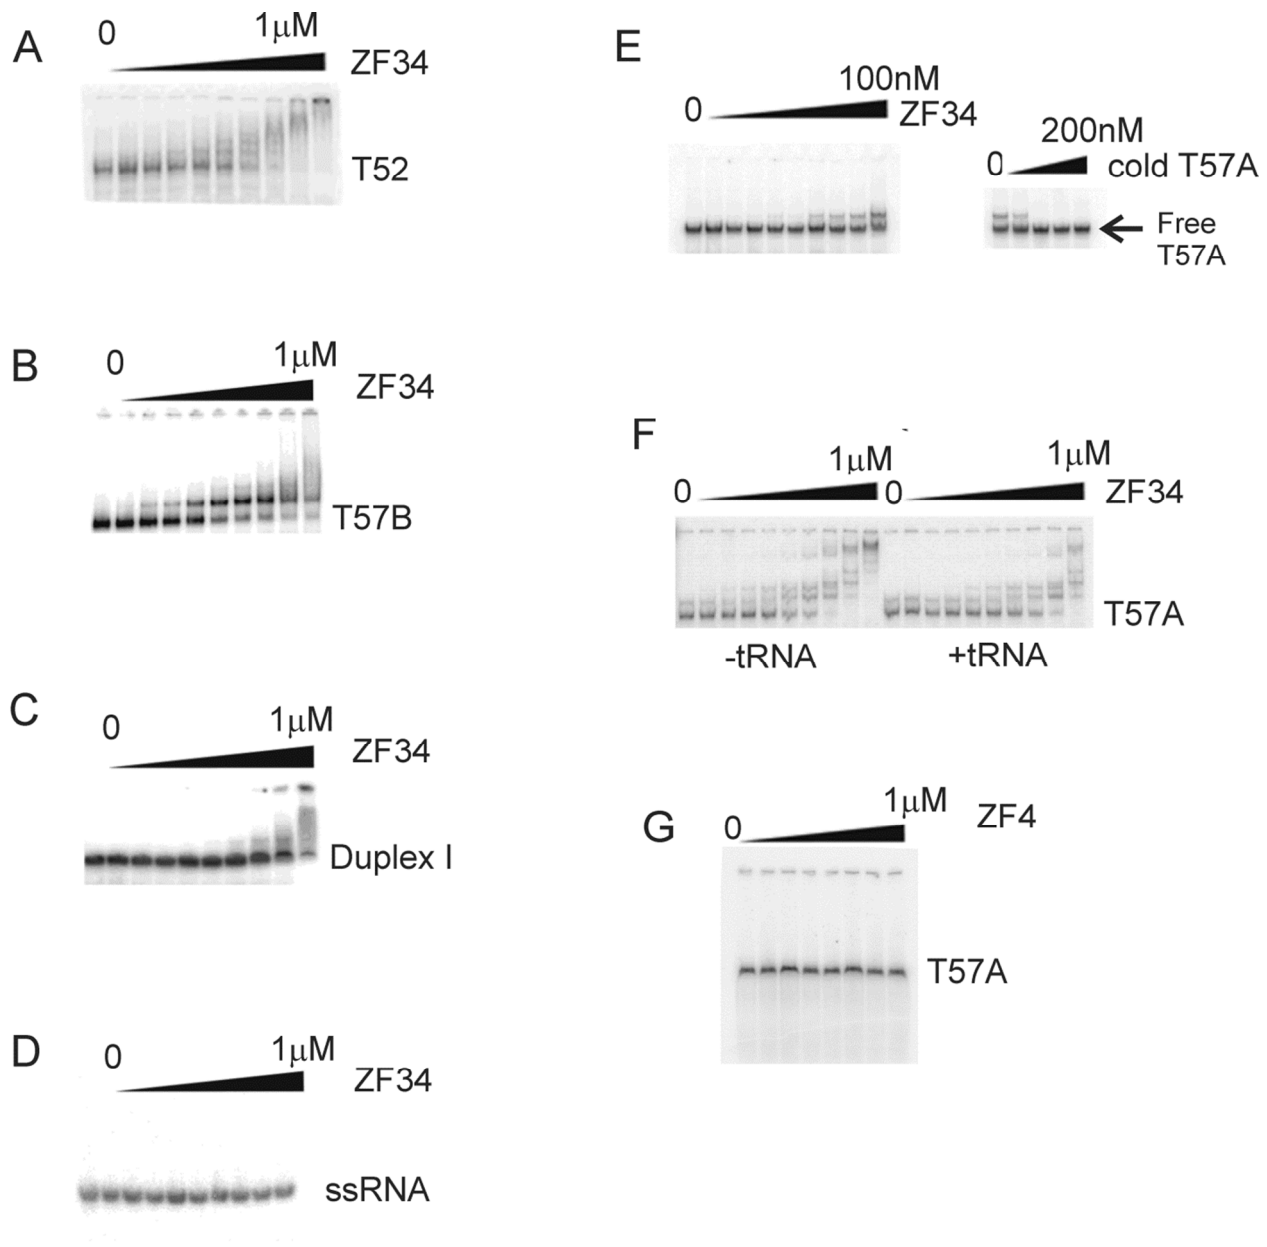 A
0
1μM
ZF34
T52
B
0
1μM
ZF34
T57B
C
0
1μM
ZF34
Duplex I
D
0
1μM
ZF34
ssRNA
E
0
100nM
ZF34
0
200nM
cold T57A
Free
T57A
F
0
1μM
0
1μM
ZF34
T57A
-tRNA
+tRNA
G
0
1μM
ZF4
T57A